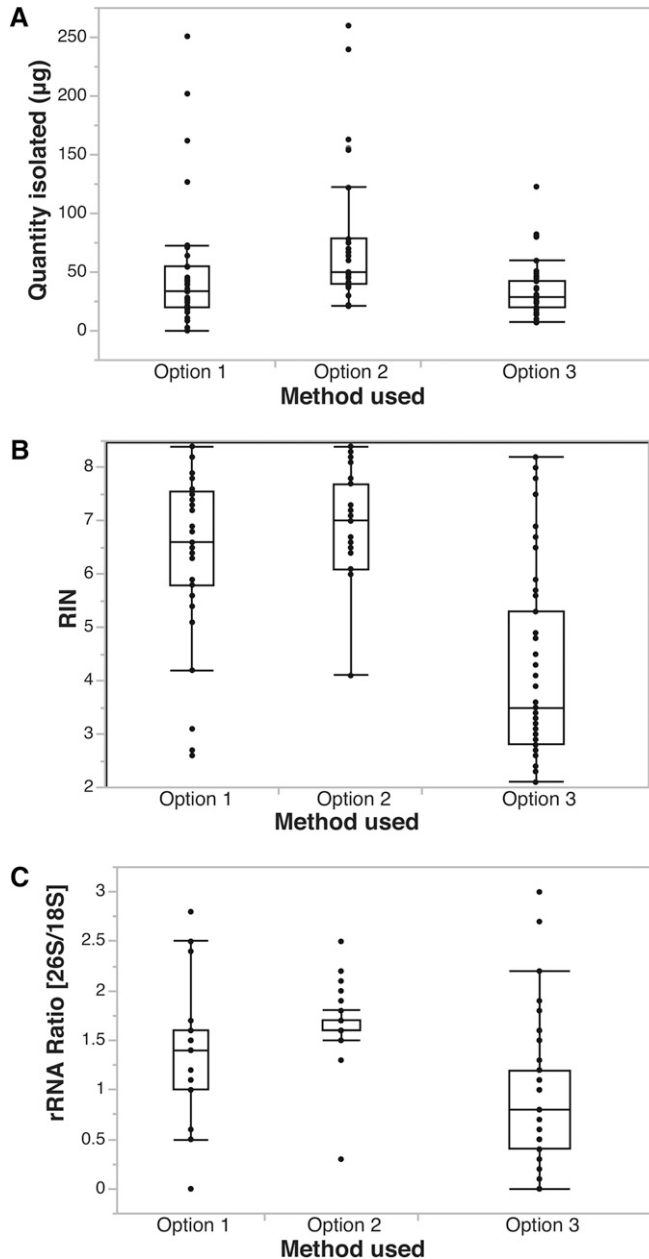 A
Quantity isolated (µg)
250
200
150
100
50
0
Option 1 Option 2 Option 3
Method used
B
RIN
8
7
6
5
4
3
2
Option 1 Option 2 Option 3
Method used
C
rRNA Ratio [26S/18S]
3
2.5
2
1.5
1
0.5
0
Option 1 Option 2 Option 3
Method used